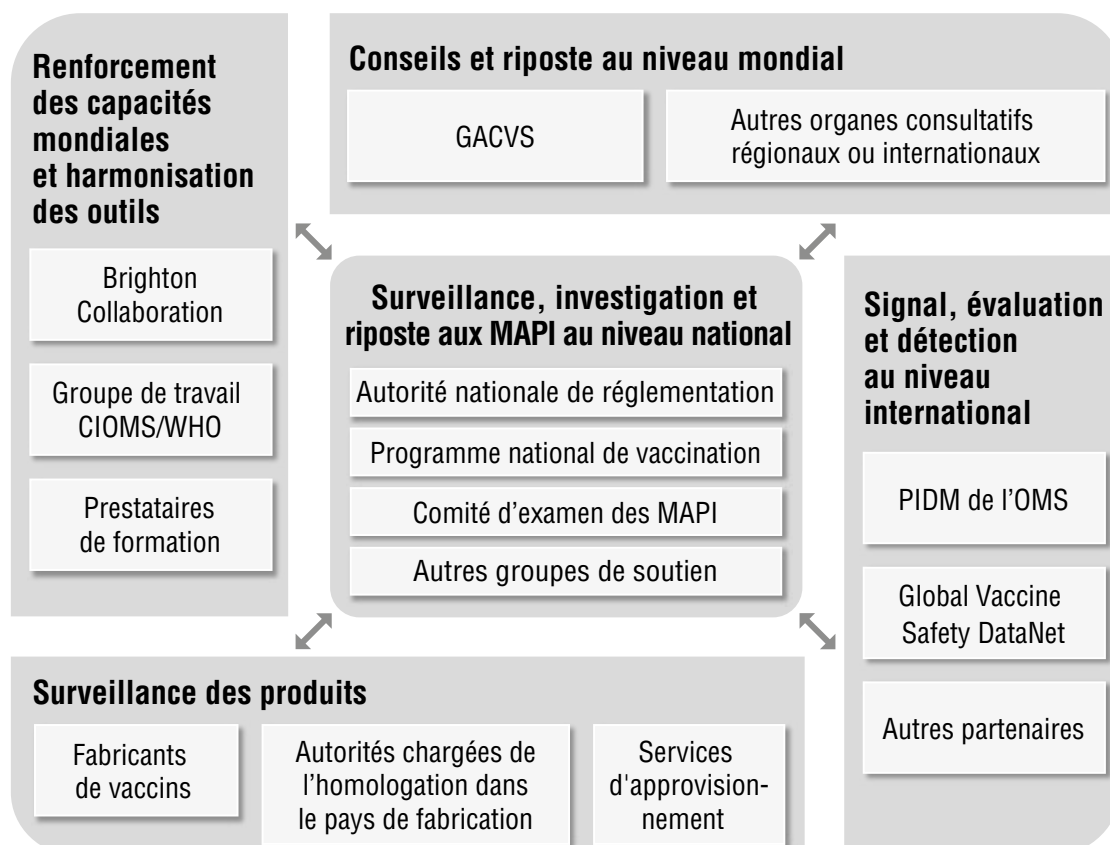 Renforcement
des capacités
mondiales
et harmonisation
des outils
Brighton
Collaboration
Groupe de travail
CIOMS/WHO
Prestataires
de formation
Conseils et riposte au niveau mondial
GACVS
Autres organes consultatifs
régionaux ou internationaux
Surveillance, investigation et
riposte aux MAPI au niveau national
Autorité nationale de réglementation
Programme national de vaccination
Comité d’examen des MAPI
Autres groupes de soutien
Signal, évaluation
et détection
au niveau
international
PIDM de l’OMS
Global Vaccine
Safety DataNet
Autres partenaires
Surveillance des produits
Fabricants
de vaccins
Autorités chargées de
l’homologation dans
le pays de fabrication
Services
d'approvision-
nement